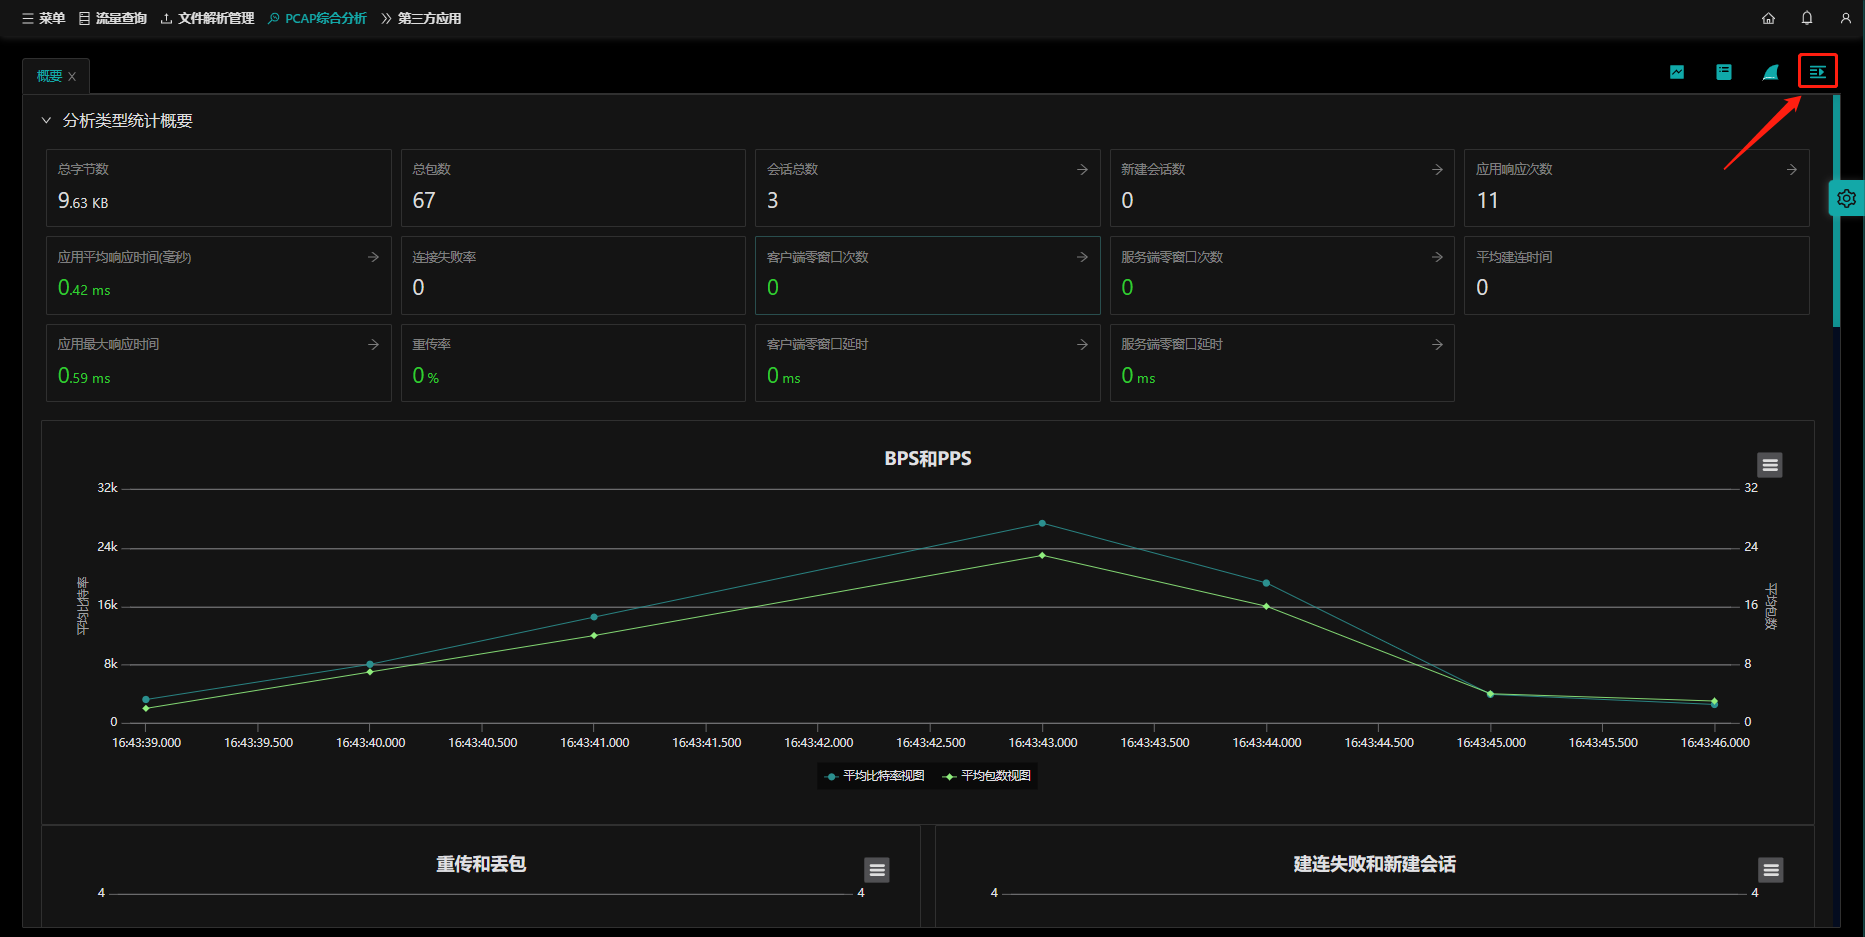 菜单 流量查询 文件解析管理 PCAP综合分析 第三方应用
概要 X
分析类型统计概要
总字节数
9.63 KB
总包数
67
会话总数
3
新建会话数
0
应用响应次数
11
应用平均响应时间(毫秒)
0.42 ms
连接失败率
0
客户端零窗口次数
0
服务端零窗口次数
0
平均建连时间
0
应用最大响应时间
0.59 ms
重传率
0 %
客户端零窗口延时
0 ms
服务端零窗口延时
0 ms
BPS和PPS
平均比特率
32k
24k
16k
8k
0
32
24
16
8
0
平均包数
16:43:39.000 16:43:39.500 16:43:40.000 16:43:40.500 16:43:41.000 16:43:41.500 16:43:42.000 16:43:42.500 16:43:43.000 16:43:43.500 16:43:44.000 16:43:44.500 16:43:45.000 16:43:45.500 16:43:46.000
平均比特率视图 平均包数视图
重传和丢包
4 4
建连失败和新建会话
4 4